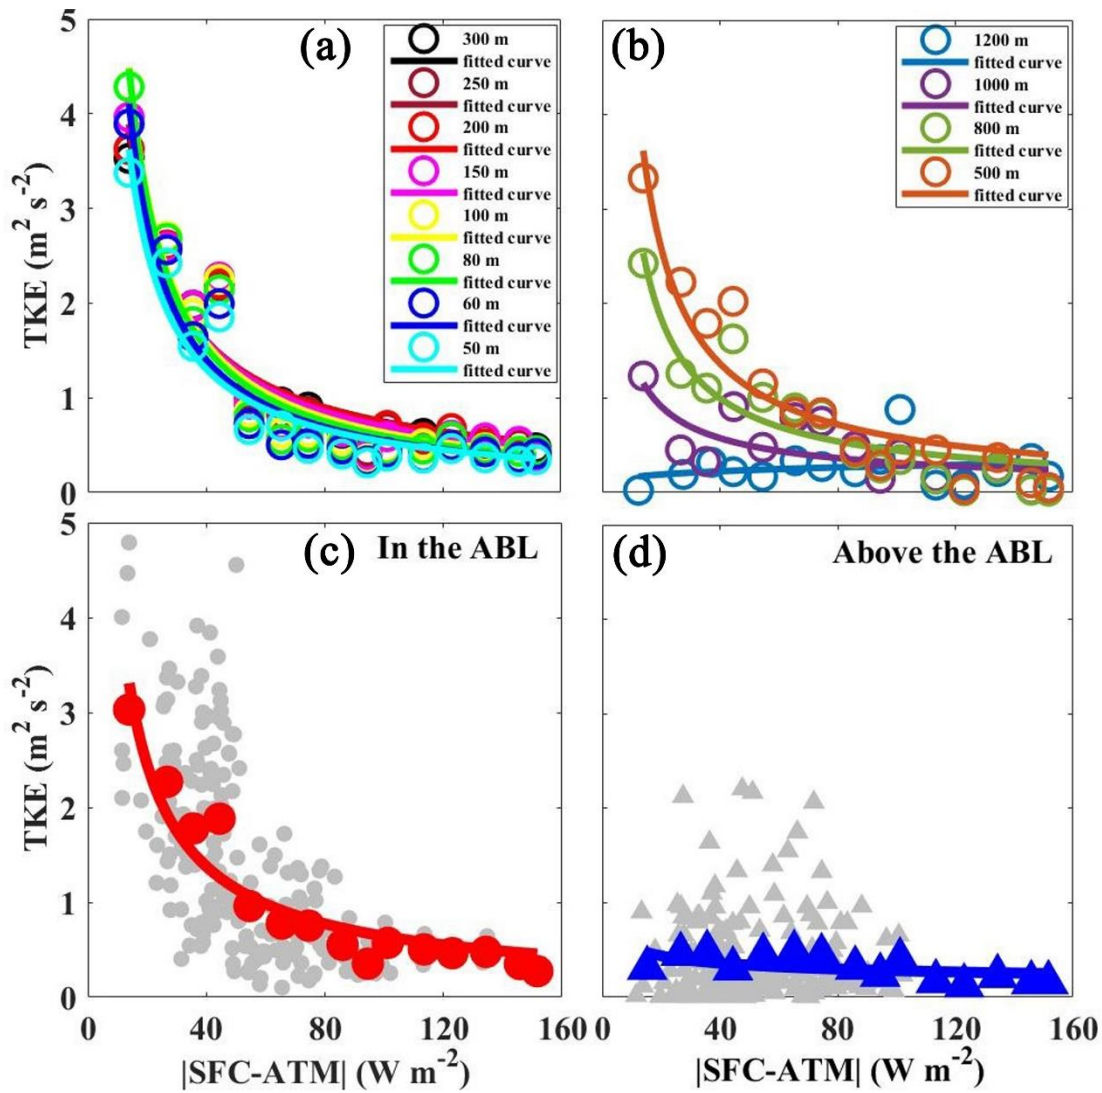 5
(a)
300 m
fitted curve
250 m
fitted curve
200 m
fitted curve
150 m
fitted curve
100 m
fitted curve
80 m
fitted curve
60 m
fitted curve
50 m
fitted curve
4
3
2
1
0
TKE (m² s⁻²)
(b)
1200 m
fitted curve
1000 m
fitted curve
800 m
fitted curve
500 m
fitted curve
5
(c) In the ABL
4
3
2
1
0
TKE (m² s⁻²)
0 40 80 120 160
|SFC-ATM| (W m⁻²)
(d) Above the ABL
0 40 80 120 160
|SFC-ATM| (W m⁻²)